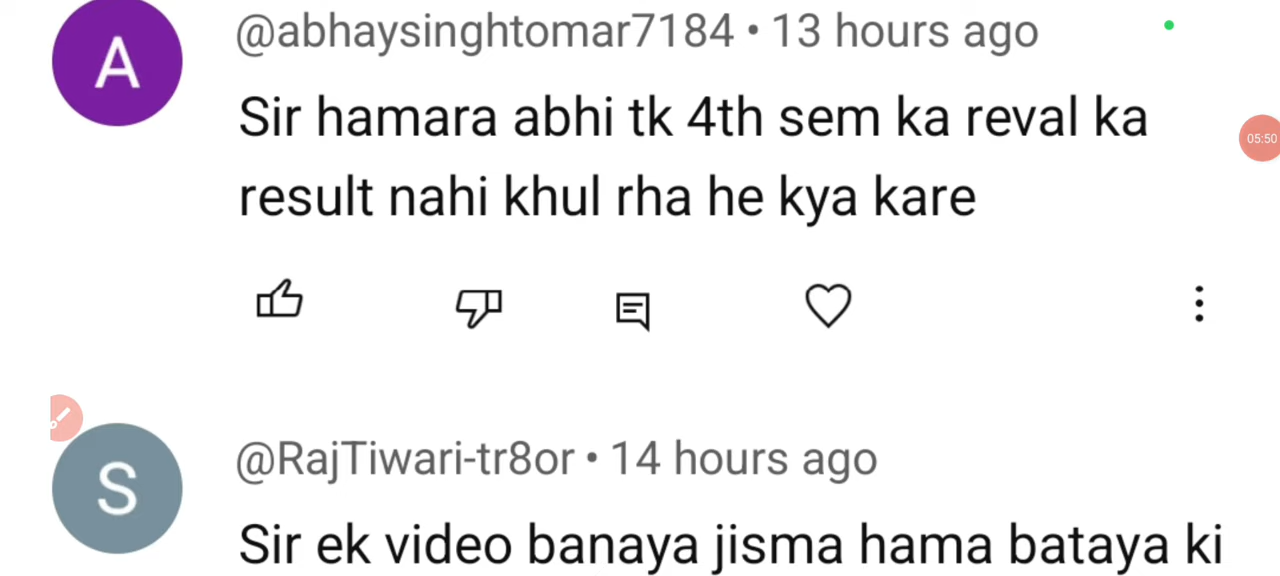 A
@abhaysinghtomar7184 • 13 hours ago
Sir hamara abhi tk 4th sem ka reval ka
result nahi khul rha he kya kare
05:50
S
@RajTiwari-tr8or • 14 hours ago
Sir ek video banaya jisma hama bataya ki